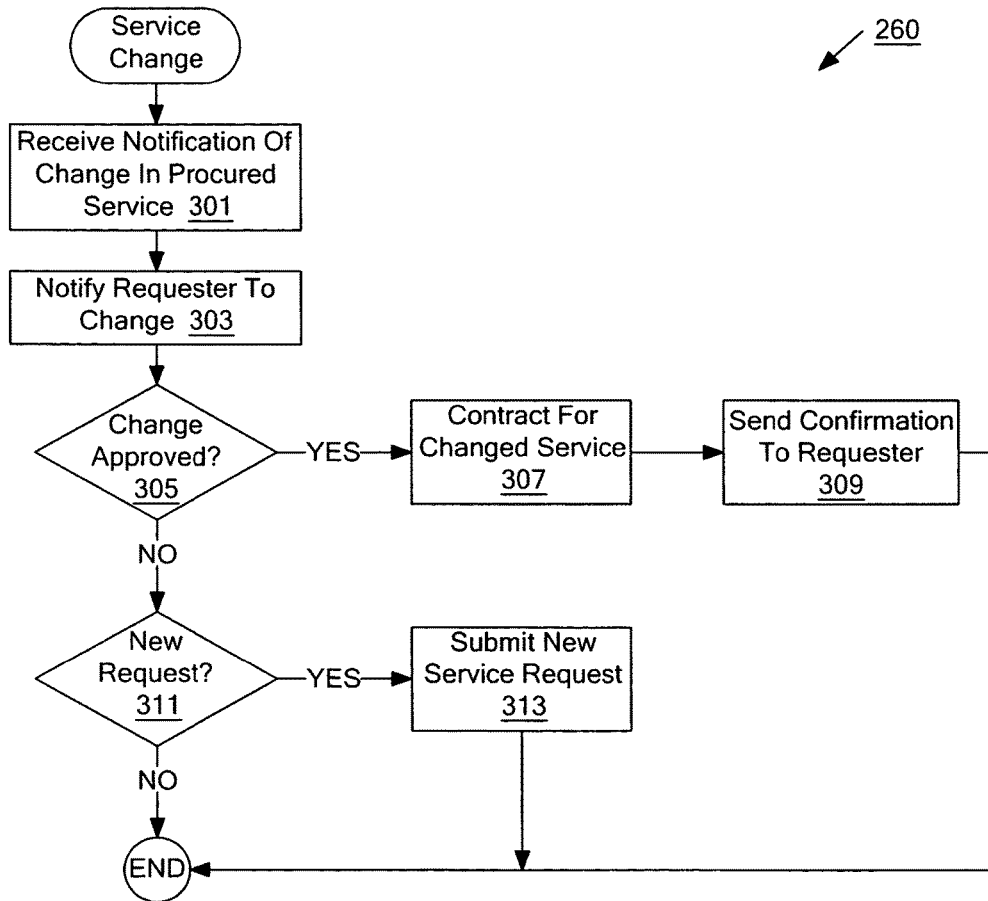 Service
Change
260
Receive Notification Of
Change In Procured
Service 301
Notify Requester To
Change 303
Change
Approved?
305
YES
Contract For
Changed Service
307
Send Confirmation
To Requester
309
NO
New
Request?
311
YES
Submit New
Service Request
313
NO
END